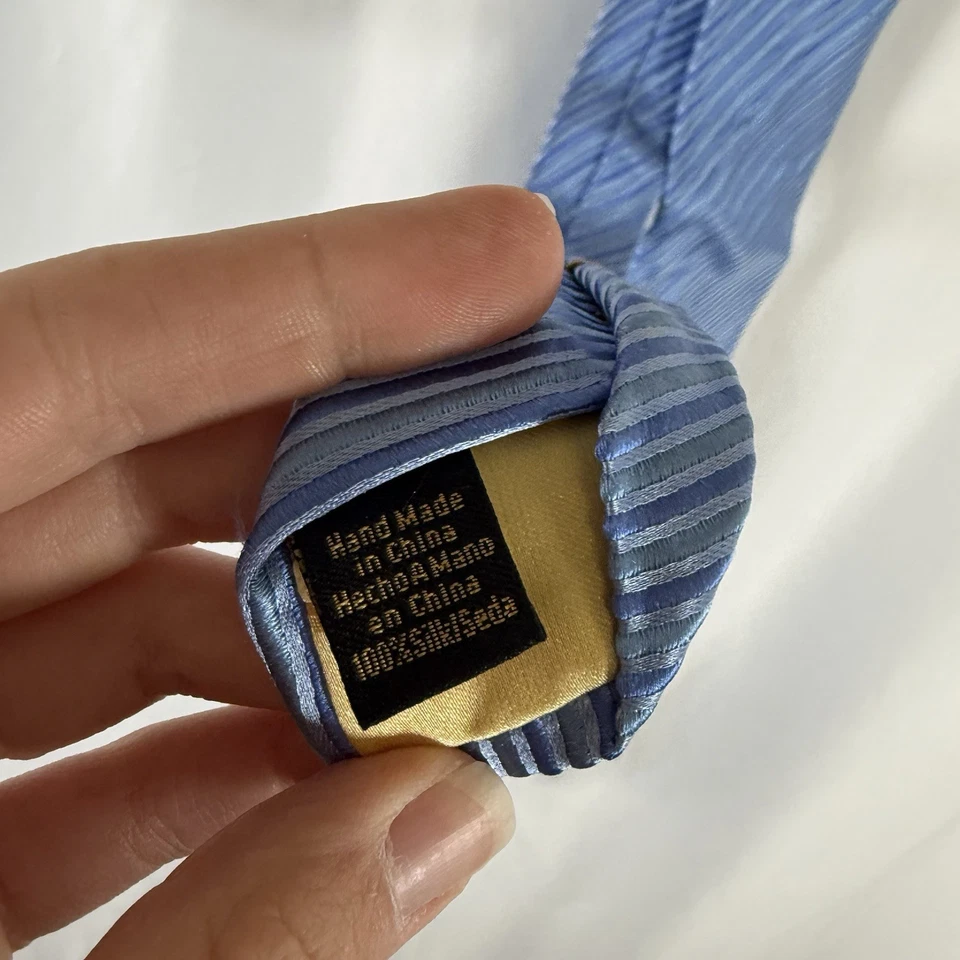 Hand Made
in China
Hecho A Mano
en China
100% Silk/Seda